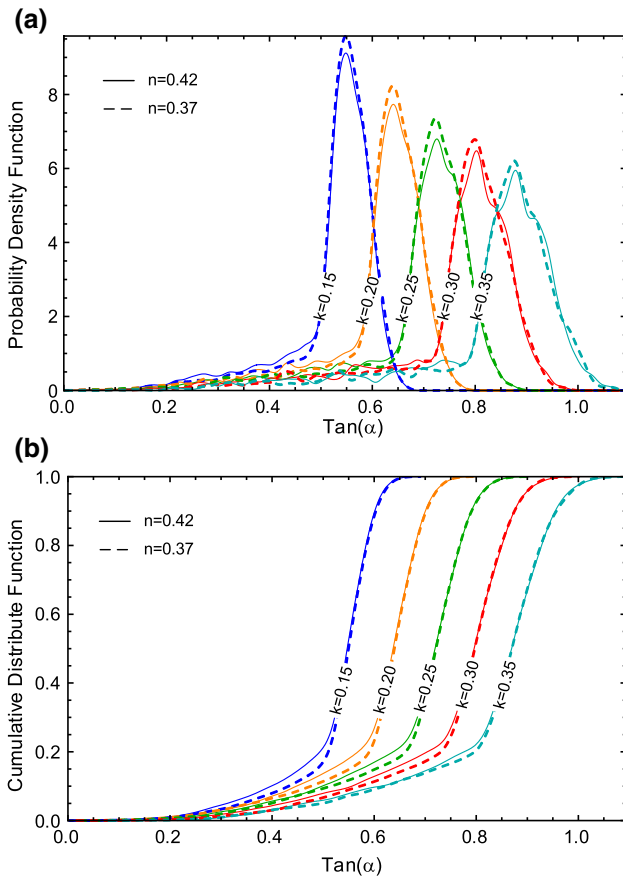 (a)
Probability Density Function
8
6
4
2
0
n=0.42
n=0.37
k=0.15
k=0.20
k=0.25
k=0.30
k=0.35
0.0 0.2 0.4 0.6 0.8 1.0
Tan(α)
(b)
Cumulative Distribute Function
1.0
0.8
0.6
0.4
0.2
0.0
n=0.42
n=0.37
k=0.15
k=0.20
k=0.25
k=0.30
k=0.35
0.0 0.2 0.4 0.6 0.8 1.0
Tan(α)